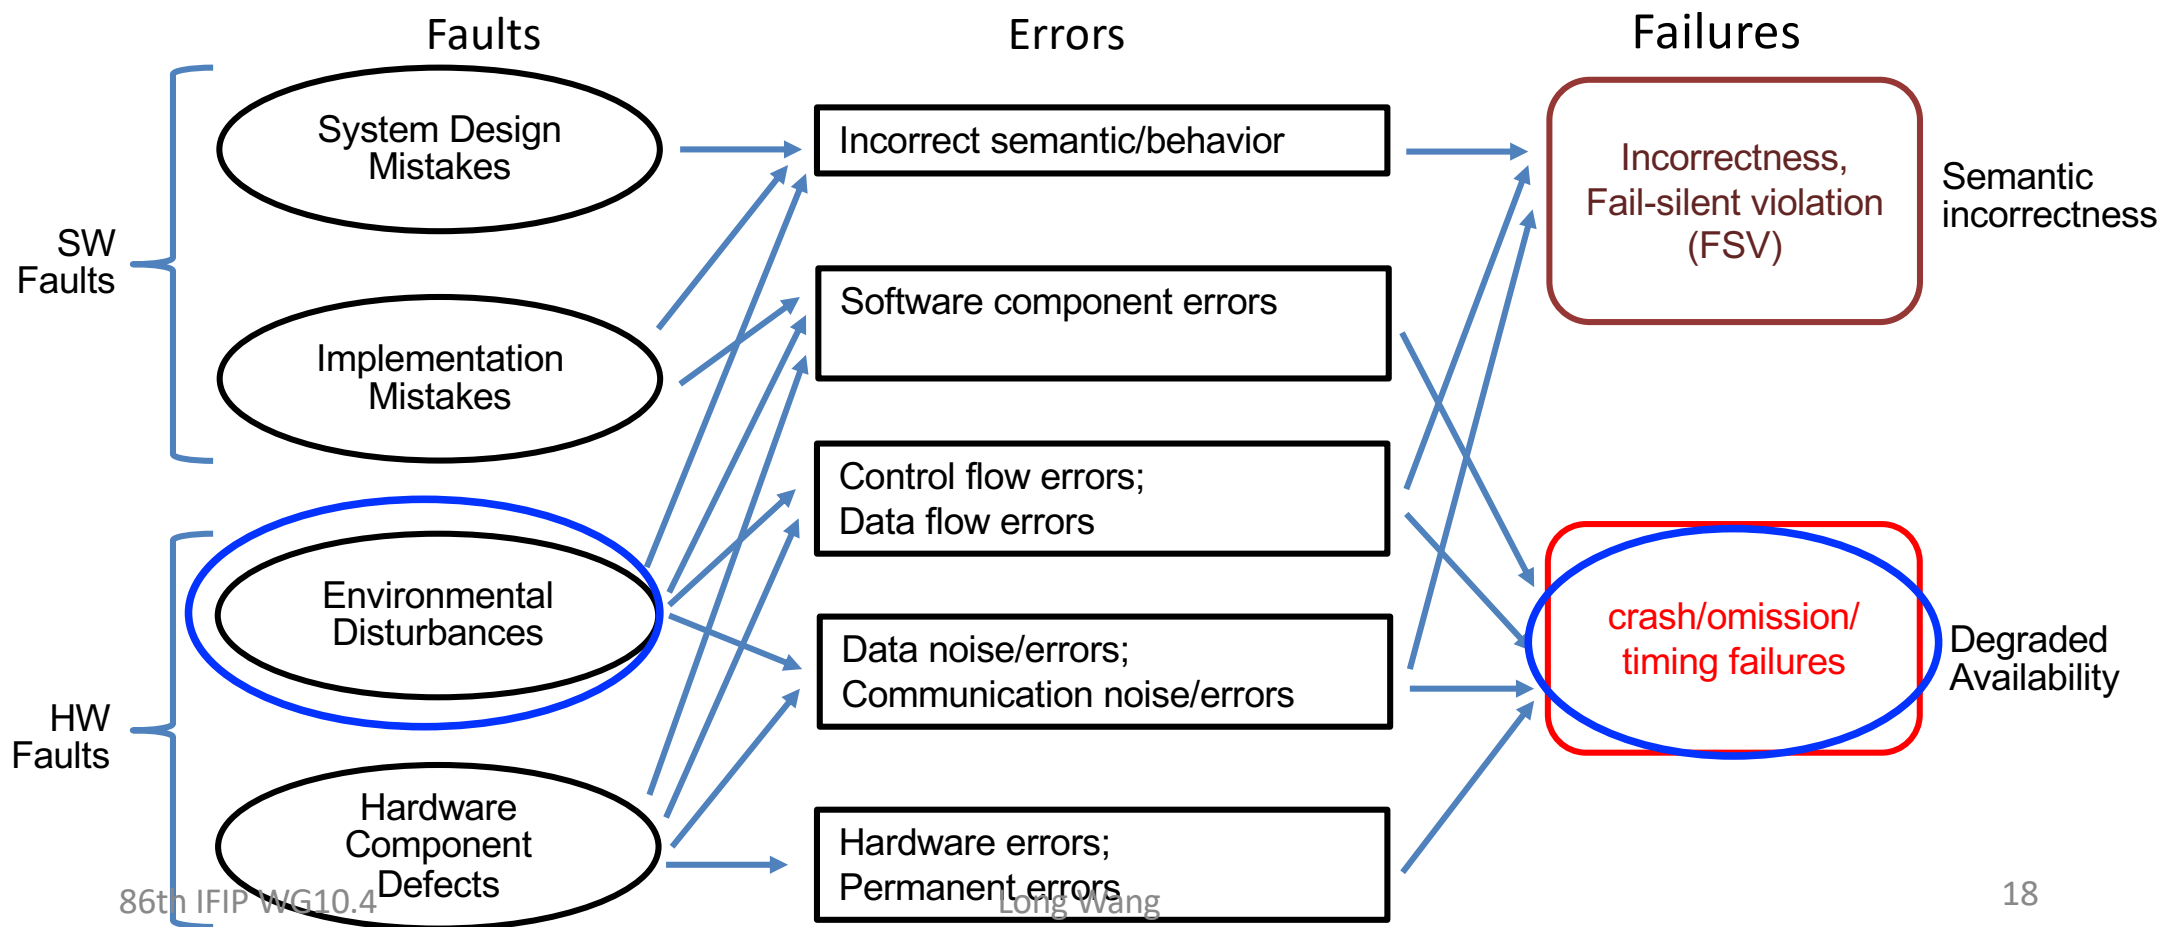 Faults
Errors
Failures
SW
Faults
System Design
Mistakes
Implementation
Mistakes
HW
Faults
Environmental
Disturbances
Hardware
Component
Defects
Incorrect semantic/behavior
Software component errors
Control flow errors;
Data flow errors
Data noise/errors;
Communication noise/errors
Hardware errors;
Permanent errors
Incorrectness,
Fail-silent violation
(FSV)
Semantic
incorrectness
crash/omission/
timing failures
Degraded
Availability
86th IFIP WG10.4
Long Wang
18